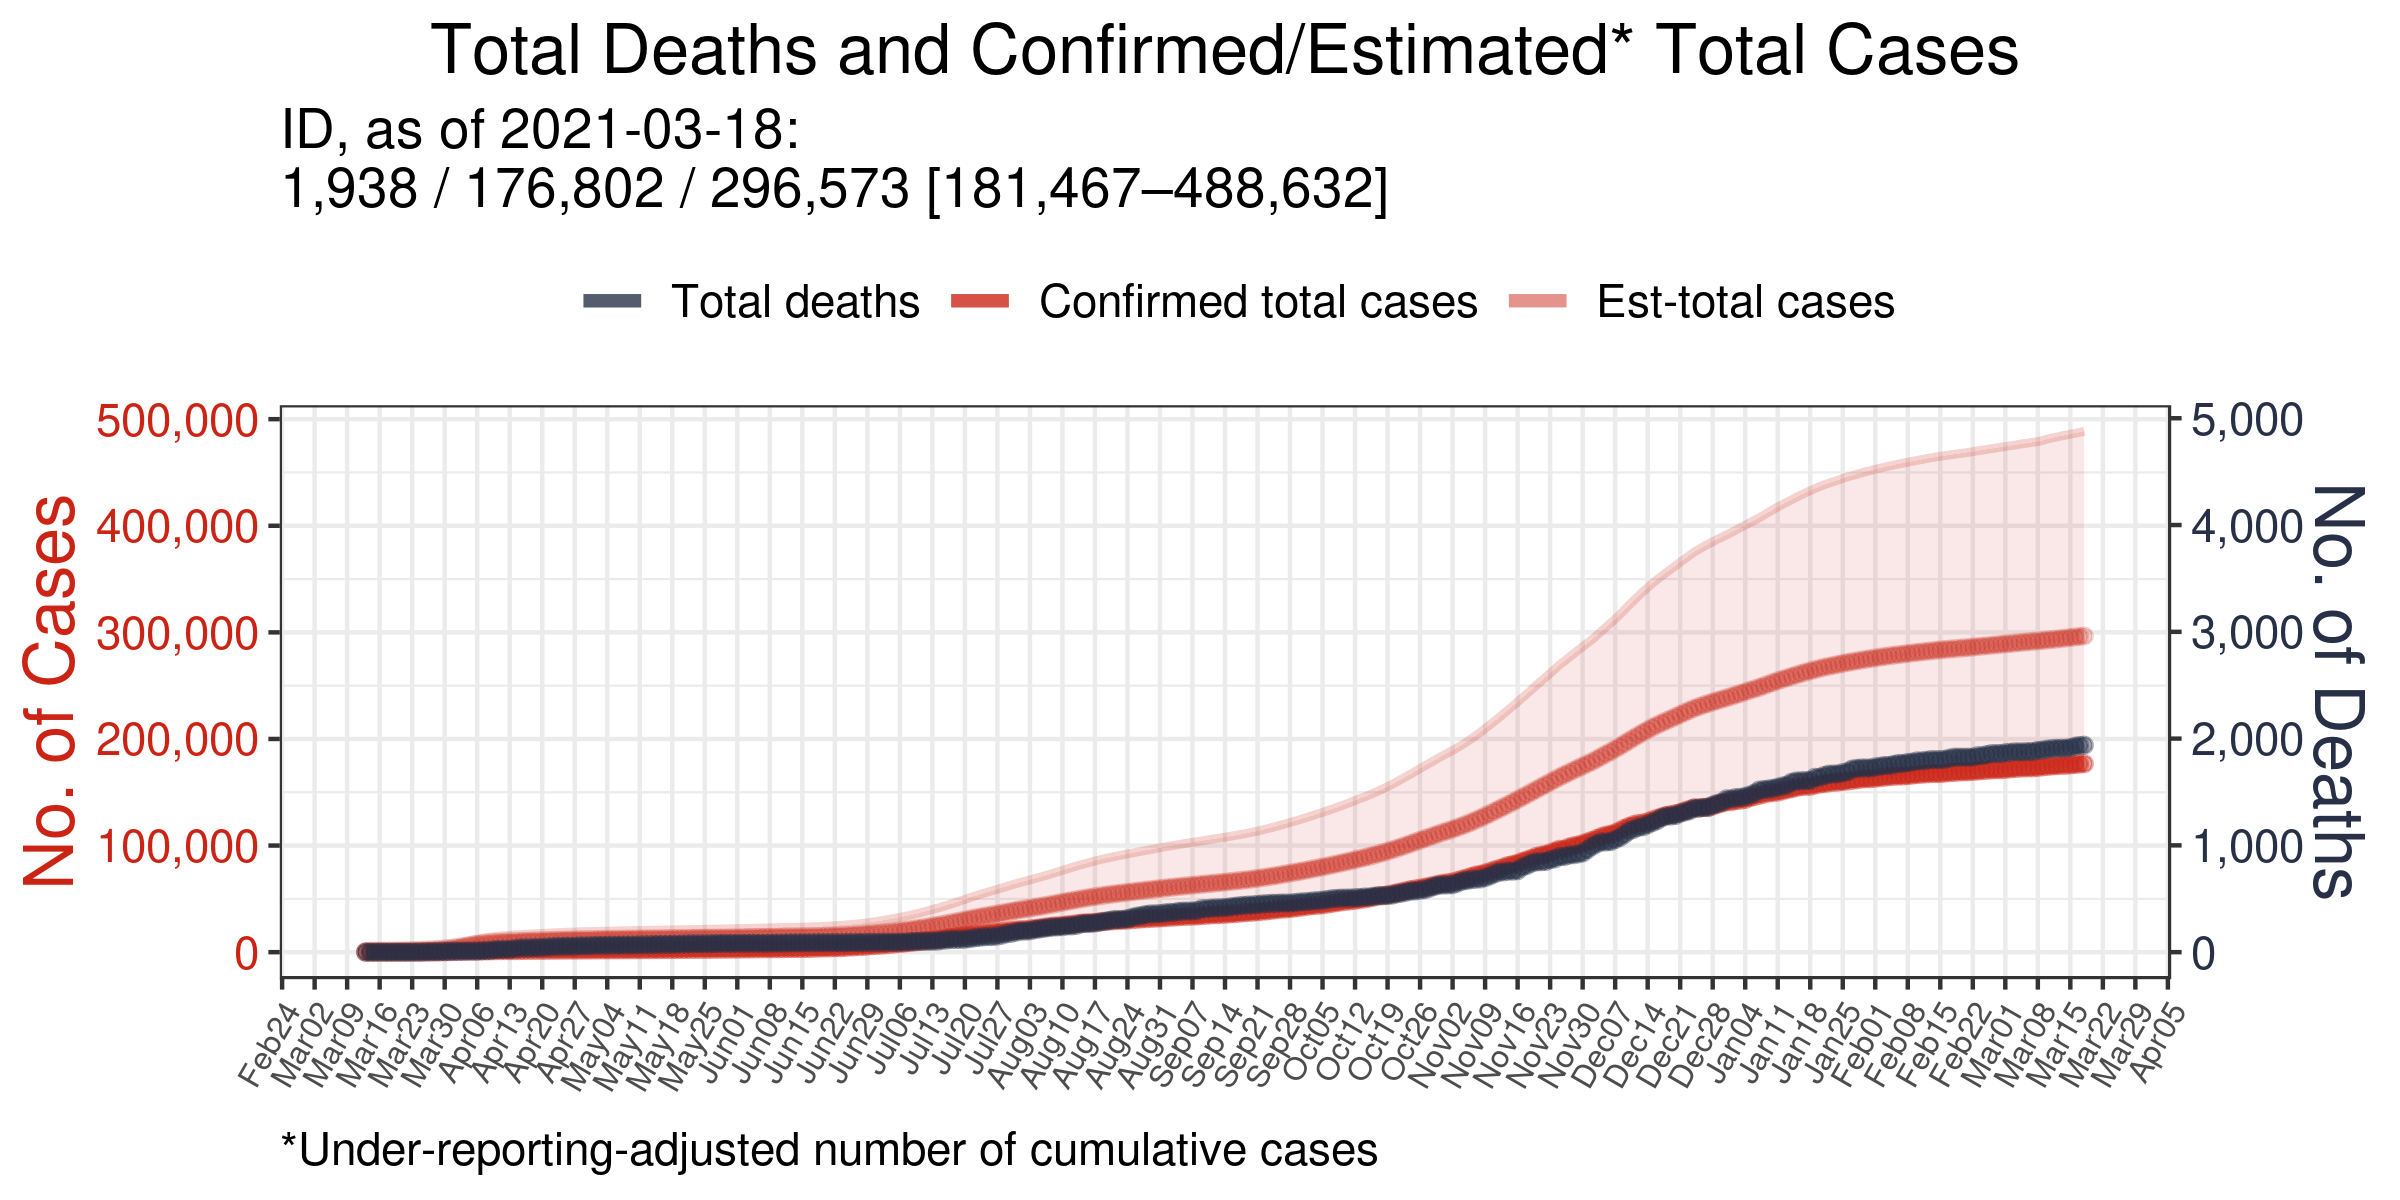 Total Deaths and Confirmed/Estimated* Total Cases
ID, as of 2021-03-18:
1,938 / 176,802 / 296,573 [181,467–488,632]
Total deaths Confirmed total cases Est-total cases
No. of Cases
500,000
400,000
300,000
200,000
100,000
0
5,000
4,000
3,000
2,000
1,000
0
No. of Deaths
Feb24
Mar02
Mar09
Mar16
Mar23
Mar30
Apr06
Apr13
Apr20
Apr27
May04
May11
May18
May25
Jun01
Jun08
Jun15
Jun22
Jun29
Jul06
Jul13
Jul20
Jul27
Aug03
Aug10
Aug17
Aug24
Aug31
Sep07
Sep14
Sep21
Sep28
Oct05
Oct12
Oct19
Oct26
Nov02
Nov09
Nov16
Nov23
Nov30
Dec07
Dec14
Dec21
Dec28
Jan04
Jan11
Jan18
Jan25
Feb01
Feb08
Feb15
Feb22
Mar01
Mar08
Mar15
Mar22
Mar29
Apr05
*Under-reporting-adjusted number of cumulative cases